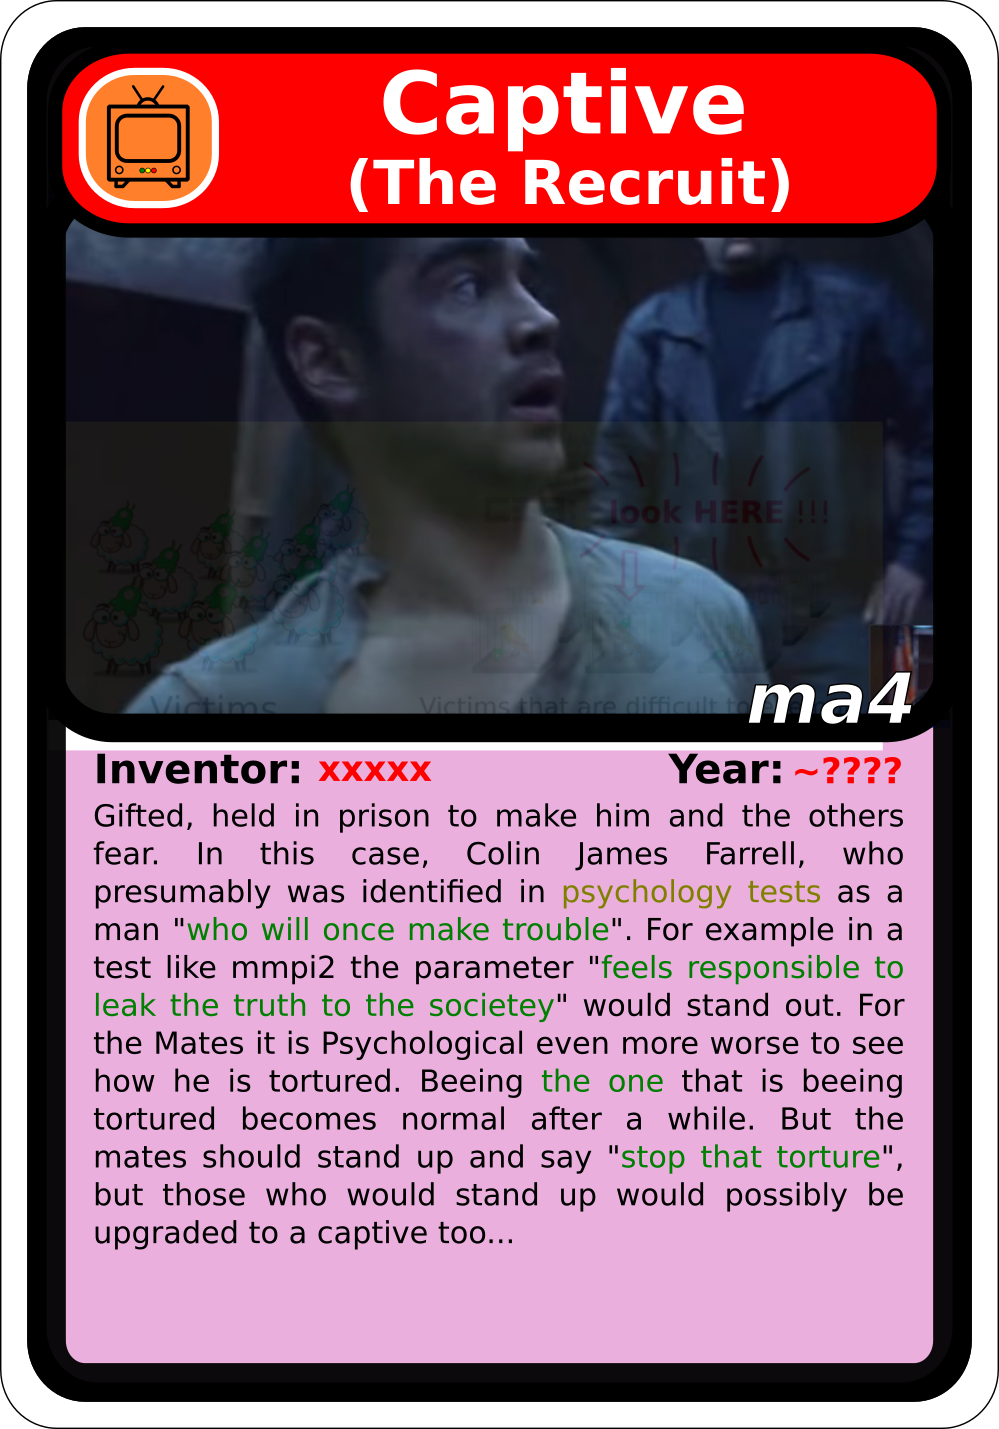 Captive
(The Recruit)
look HERE !!!
Victims
Victims that are difficult to
ma4
Inventor: xxxxx Year: ~????
Gifted, held in prison to make him and the others
fear. In this case, Colin James Farrell, who
presumably was identified in psychology tests as a
man "who will once make trouble". For example in a
test like mmpi2 the parameter "feels responsible to
leak the truth to the societey" would stand out. For
the Mates it is Psychological even more worse to see
how he is tortured. Beeing the one that is beeing
tortured becomes normal after a while. But the
mates should stand up and say "stop that torture",
but those who would stand up would possibly be
upgraded to a captive too...